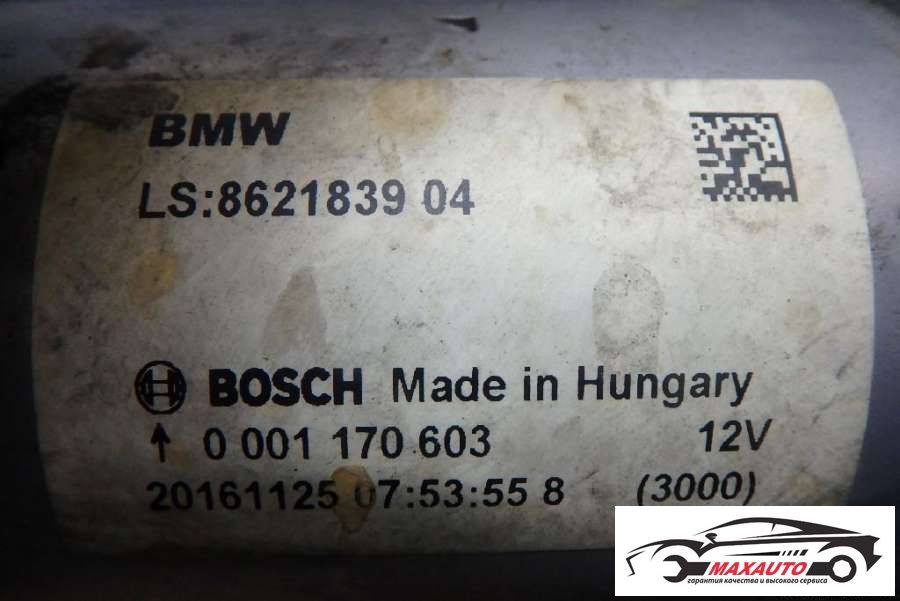 BMW
LS:8621839 04
BOSCH Made in Hungary
↑ 0 001 170 603 12V
20161125 07:53:55 8 (3000)
MAXAUTO
гарантия качества и высокого сервиса